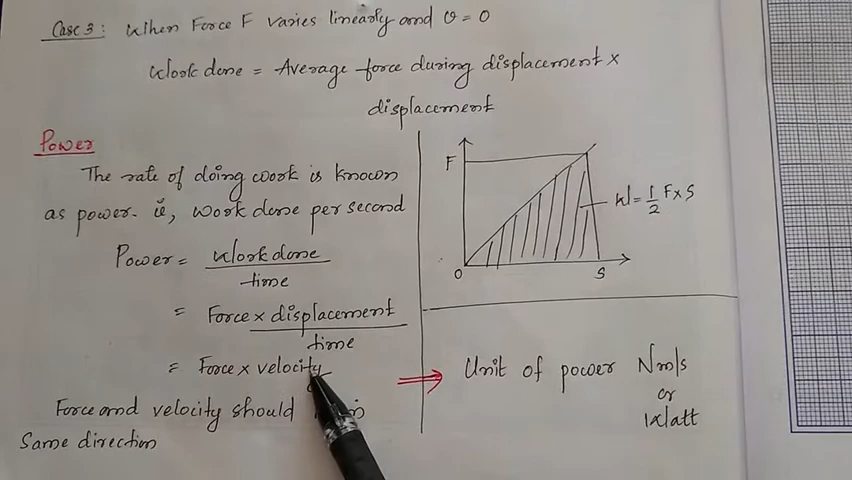 Case 3: When Force F varies linearly and θ = 0
Work done = Average force during displacement ×
displacement
Power
The rate of doing work is known
as power. ie, work done per second
Power = Work done
time
= Force × displacement
time
= Force × velocity
Force and velocity should in
Same direction
F
W = 1/2 F × S
O
S
Unit of power Nm/s
or
Watt